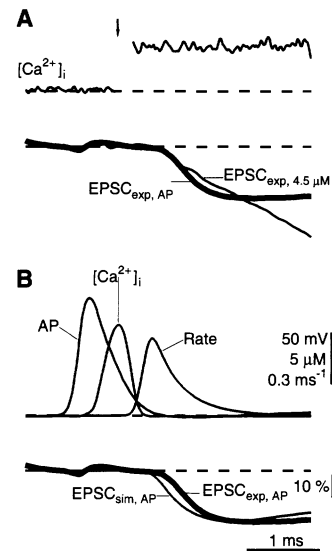 A
[Ca2+]i
EPSCexp, AP
EPSCexp, 4.5 μM
B
[Ca2+]i
AP
Rate
50 mV
5 μM
0.3 ms-1
EPSCsim, AP
EPSCexp, AP
10 %
1 ms